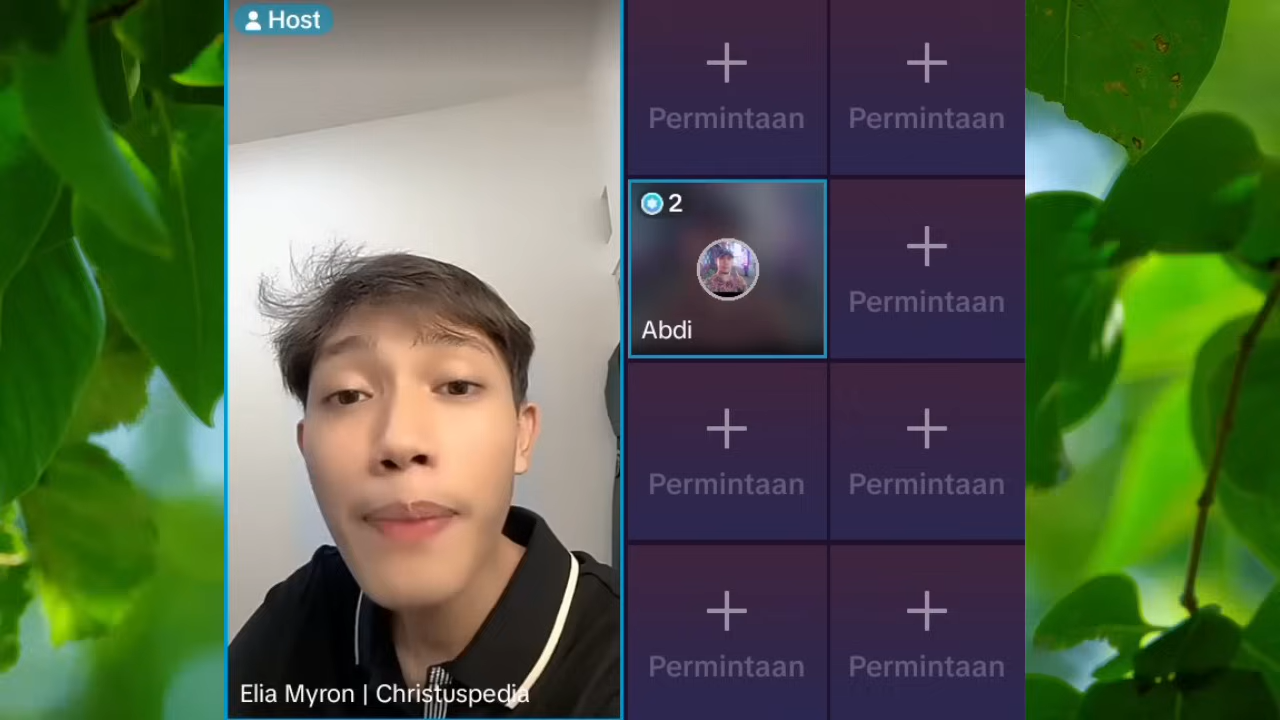 Host
Elia Myron | Christuspedia
Permintaan
Permintaan
2
Abdi
Permintaan
Permintaan
Permintaan
Permintaan
Permintaan